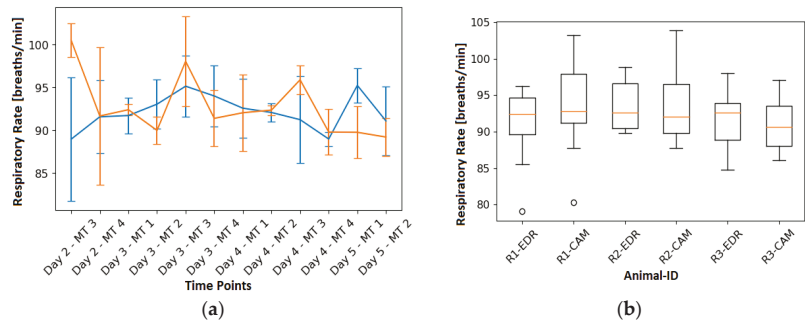 Respiratory Rate [breaths/min]
100
95
90
85
Day 2 - MT 3
Day 2 - MT 4
Day 3 - MT 1
Day 3 - MT 2
Day 3 - MT 3
Day 3 - MT 4
Day 4 - MT 1
Day 4 - MT 2
Day 4 - MT 3
Day 4 - MT 4
Day 5 - MT 1
Day 5 - MT 2
Time Points
(a)
Respiratory Rate [breaths/min]
105
100
95
90
85
80
R1-EDR
R1-CAM
R2-EDR
R2-CAM
R3-EDR
R3-CAM
Animal-ID
(b)